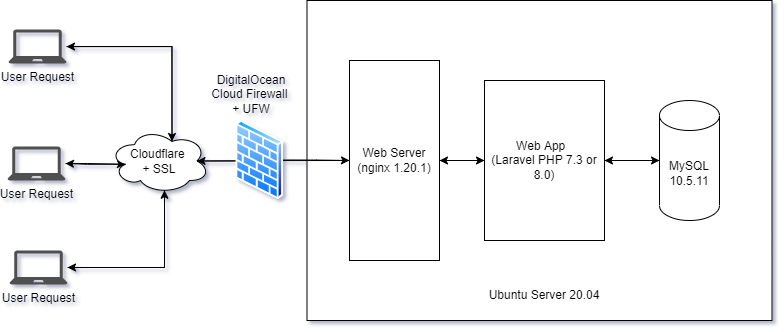 User Request
User Request
User Request
Cloudflare
+ SSL
DigitalOcean
Cloud Firewall
+ UFW
Web Server
(nginx 1.20.1)
Web App
(Laravel PHP 7.3 or
8.0)
MySQL
10.5.11
Ubuntu Server 20.04